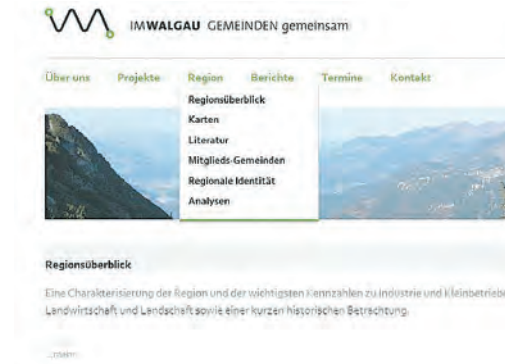 IMWALGAU GEMEINDEN gemeinsam
Über uns Projekte Region Berichte Termine Kontakt
Regionsüberblick
Karten
Literatur
Mitglieds-Gemeinden
Regionale Identität
Analysen
Regionsüberblick
Eine Charakterisierung der Region und der wichtigsten Kennzahlen zu Industrie und Kleinbetriebe
Landwirtschaft und Landschaft sowie einer kurzen historischen Betrachtung.